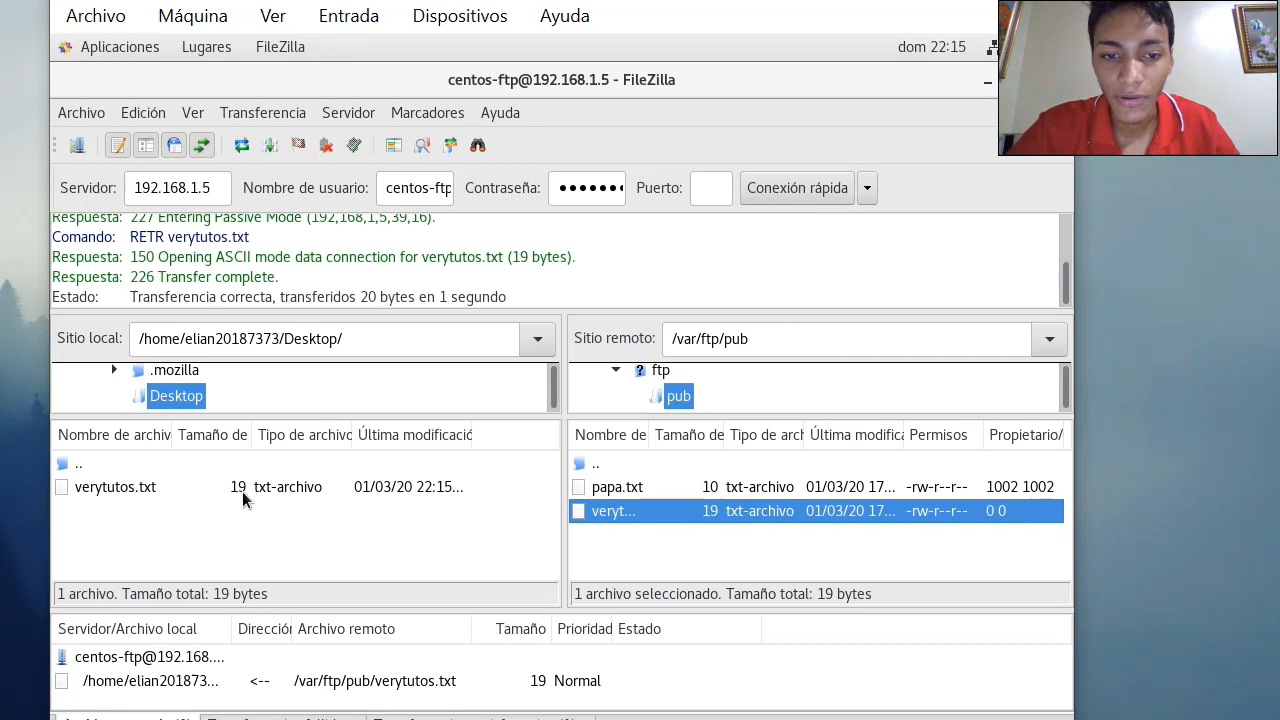 Archivo Máquina Ver Entrada Dispositivos Ayuda
Aplicaciones Lugares FileZilla dom 22:15
centos-ftp@192.168.1.5 - FileZilla
Archivo Edición Ver Transferencia Servidor Marcadores Ayuda
Servidor: 192.168.1.5 Nombre de usuario: centos-ftp Contraseña: ••••••• Puerto: Conexión rápida
Respuesta: 227 Entering Passive Mode (192,168,1,5,39,16).
Comando: RETR verytutos.txt
Respuesta: 150 Opening ASCII mode data connection for verytutos.txt (19 bytes).
Respuesta: 226 Transfer complete.
Estado: Transferencia correcta, transferidos 20 bytes en 1 segundo
Sitio local: /home/elian20187373/Desktop/ Sitio remoto: /var/ftp/pub
.mozilla ftp
Desktop pub
Nombre de archiv Tamaño de Tipo de archivo Última modificació Nombre de Tamaño de Tipo de arch Última modifica Permisos Propietario/
.. ..
verytutos.txt 19 txt-archivo 01/03/20 22:15... papa.txt 10 txt-archivo 01/03/20 17... -rw-r--r-- 1002 1002
veryt... 19 txt-archivo 01/03/20 17... -rw-r--r-- 0 0
1 archivo. Tamaño total: 19 bytes 1 archivo seleccionado. Tamaño total: 19 bytes
Servidor/Archivo local Dirección Archivo remoto Tamaño Prioridad Estado
centos-ftp@192.168....
/home/elian201873... <-- /var/ftp/pub/verytutos.txt 19 Normal